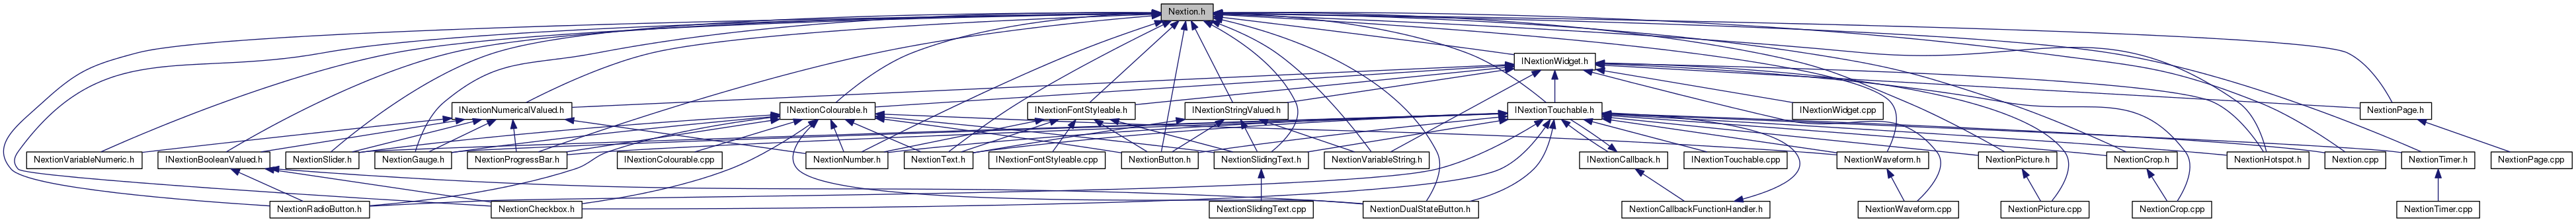 Nextion.h
INextionWidget.h
INextionNumericalValued.h
INextionColourable.h
INextionFontStyleable.h
INextionStringValued.h
INextionTouchable.h
INextionWidget.cpp
NextionPage.h
NextionVariableNumeric.h
INextionBooleanValued.h
NextionSlider.h
NextionGauge.h
NextionProgressBar.h
INextionColourable.cpp
NextionNumber.h
NextionText.h
INextionFontStyleable.cpp
NextionButton.h
NextionSlidingText.h
NextionVariableString.h
INextionCallback.h
INextionTouchable.cpp
NextionWaveform.h
NextionPicture.h
NextionCrop.h
NextionHotspot.h
Nextion.cpp
NextionTimer.h
NextionPage.cpp
NextionRadioButton.h
NextionCheckbox.h
NextionSlidingText.cpp
NextionDualStateButton.h
NextionCallbackFunctionHandler.h
NextionWaveform.cpp
NextionPicture.cpp
NextionCrop.cpp
NextionTimer.cpp